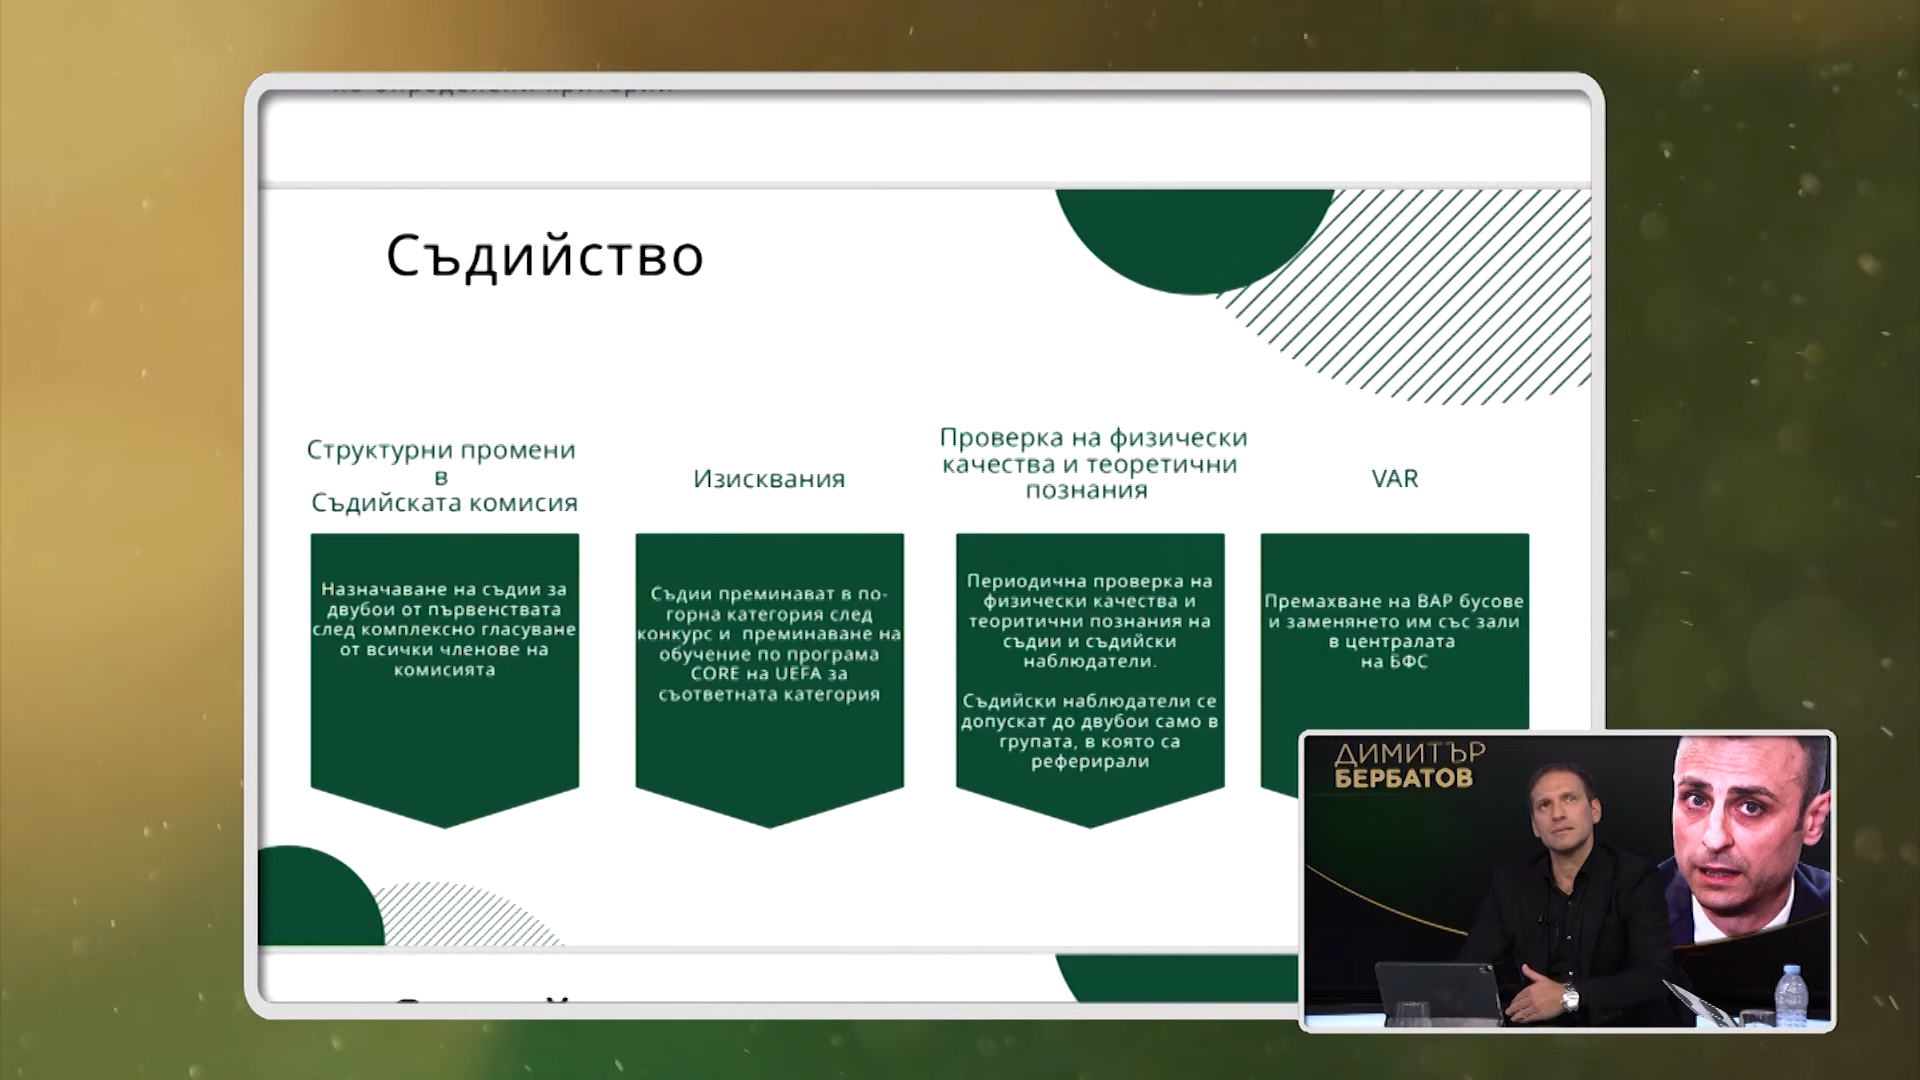 по определени критерии
Съдийство
Структурни промени
в
Съдийската комисия
Назначаване на съдии за
двубои от първенствата
след комплексно гласуване
от всички членове на
комисията
Изисквания
Съдии преминават в по-
горна категория след
конкурс и преминаване на
обучение по програма
CORE на UEFA за
съответната категория
Проверка на физически
качества и теоретични
познания
Периодична проверка на
физически качества и
теоритични познания на
съдии и съдийски
наблюдатели.
Съдийски наблюдатели се
допускат до двубои само в
групата, в която са
реферирали
VAR
Премахване на ВАР бусове
и заменянето им със зали
в централата
на БФС
ДИМИТЪР
БЕРБАТОВ